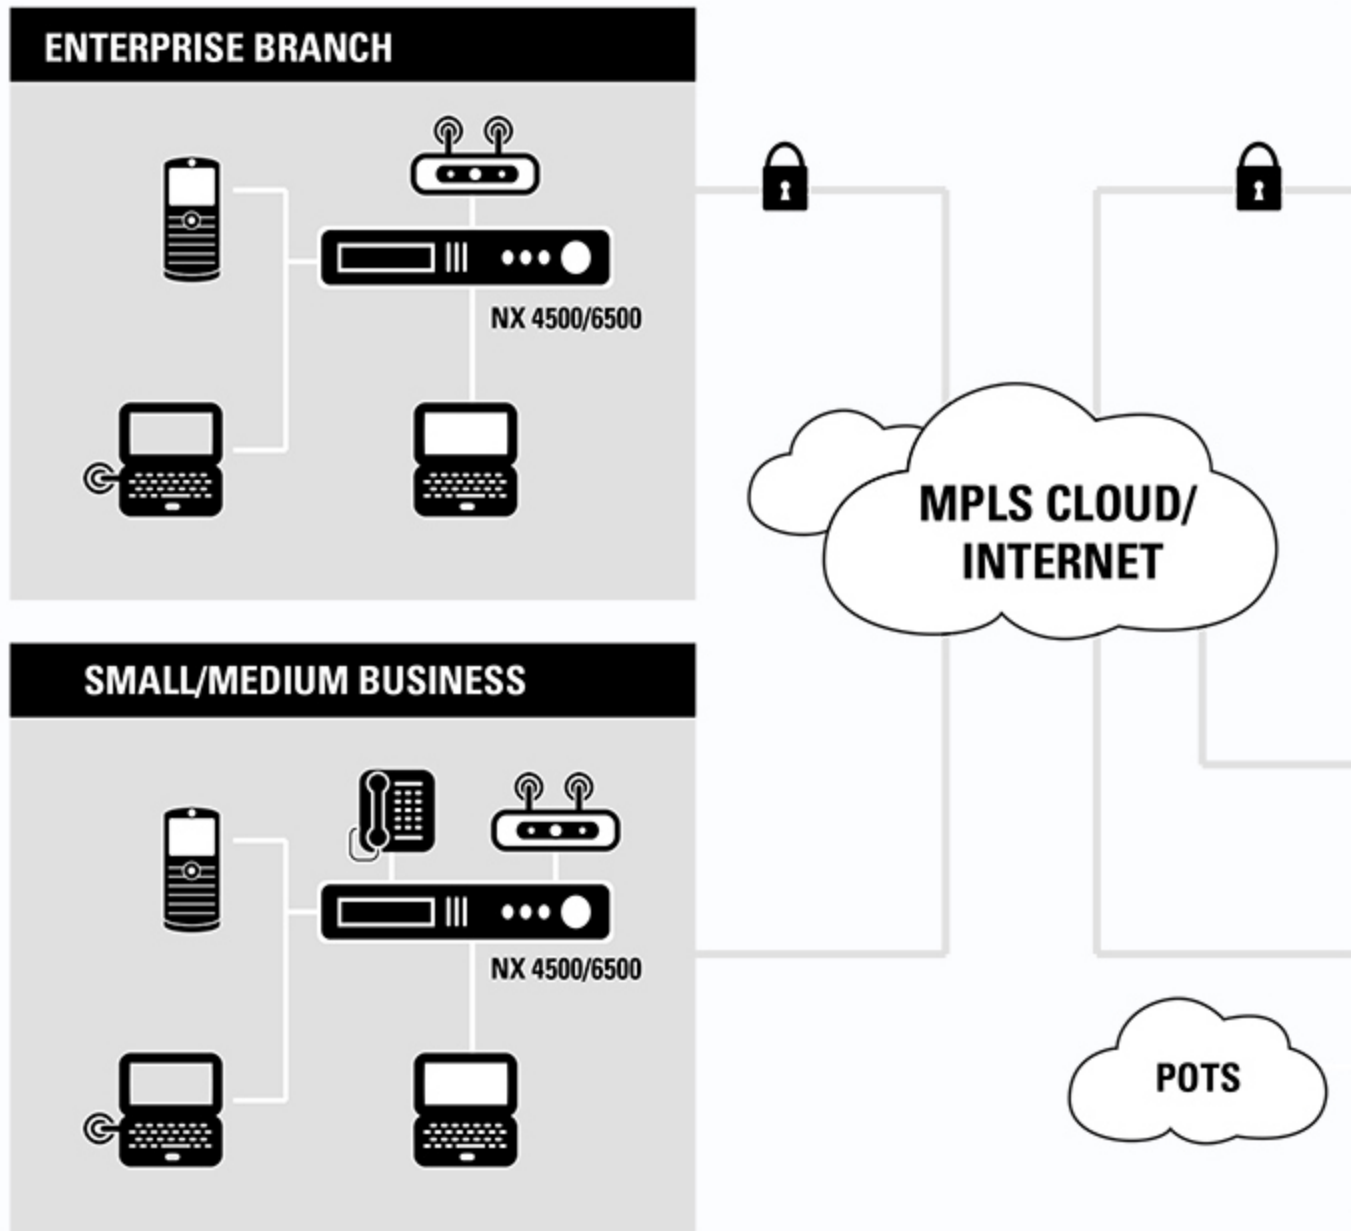 ENTERPRISE BRANCH
NX 4500/6500
MPLS CLOUD/
INTERNET
SMALL/MEDIUM BUSINESS
NX 4500/6500
POTS